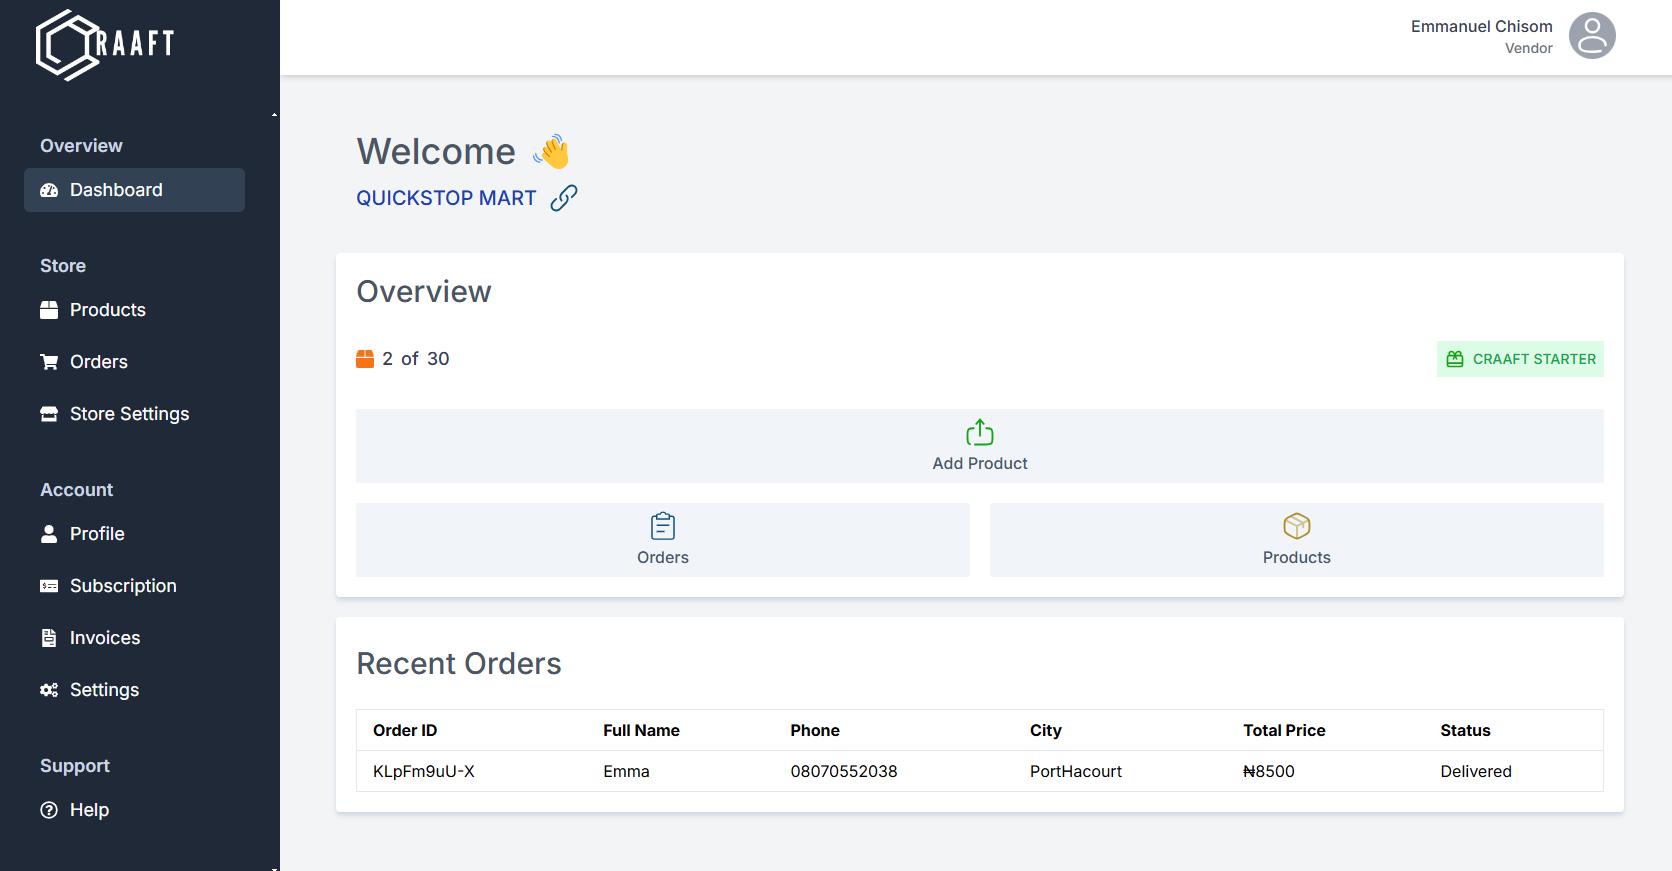 CRAAFT
Emmanuel Chisom
Vendor
Overview
Dashboard
Store
Products
Orders
Store Settings
Account
Profile
Subscription
Invoices
Settings
Support
Help
Welcome 👋
QUICKSTOP MART
Overview
2 of 30
CRAAFT STARTER
Add Product
Orders
Products
Recent Orders
Order ID Full Name Phone City Total Price Status
KLpFm9uU-X Emma 08070552038 PortHacourt ₦8500 Delivered